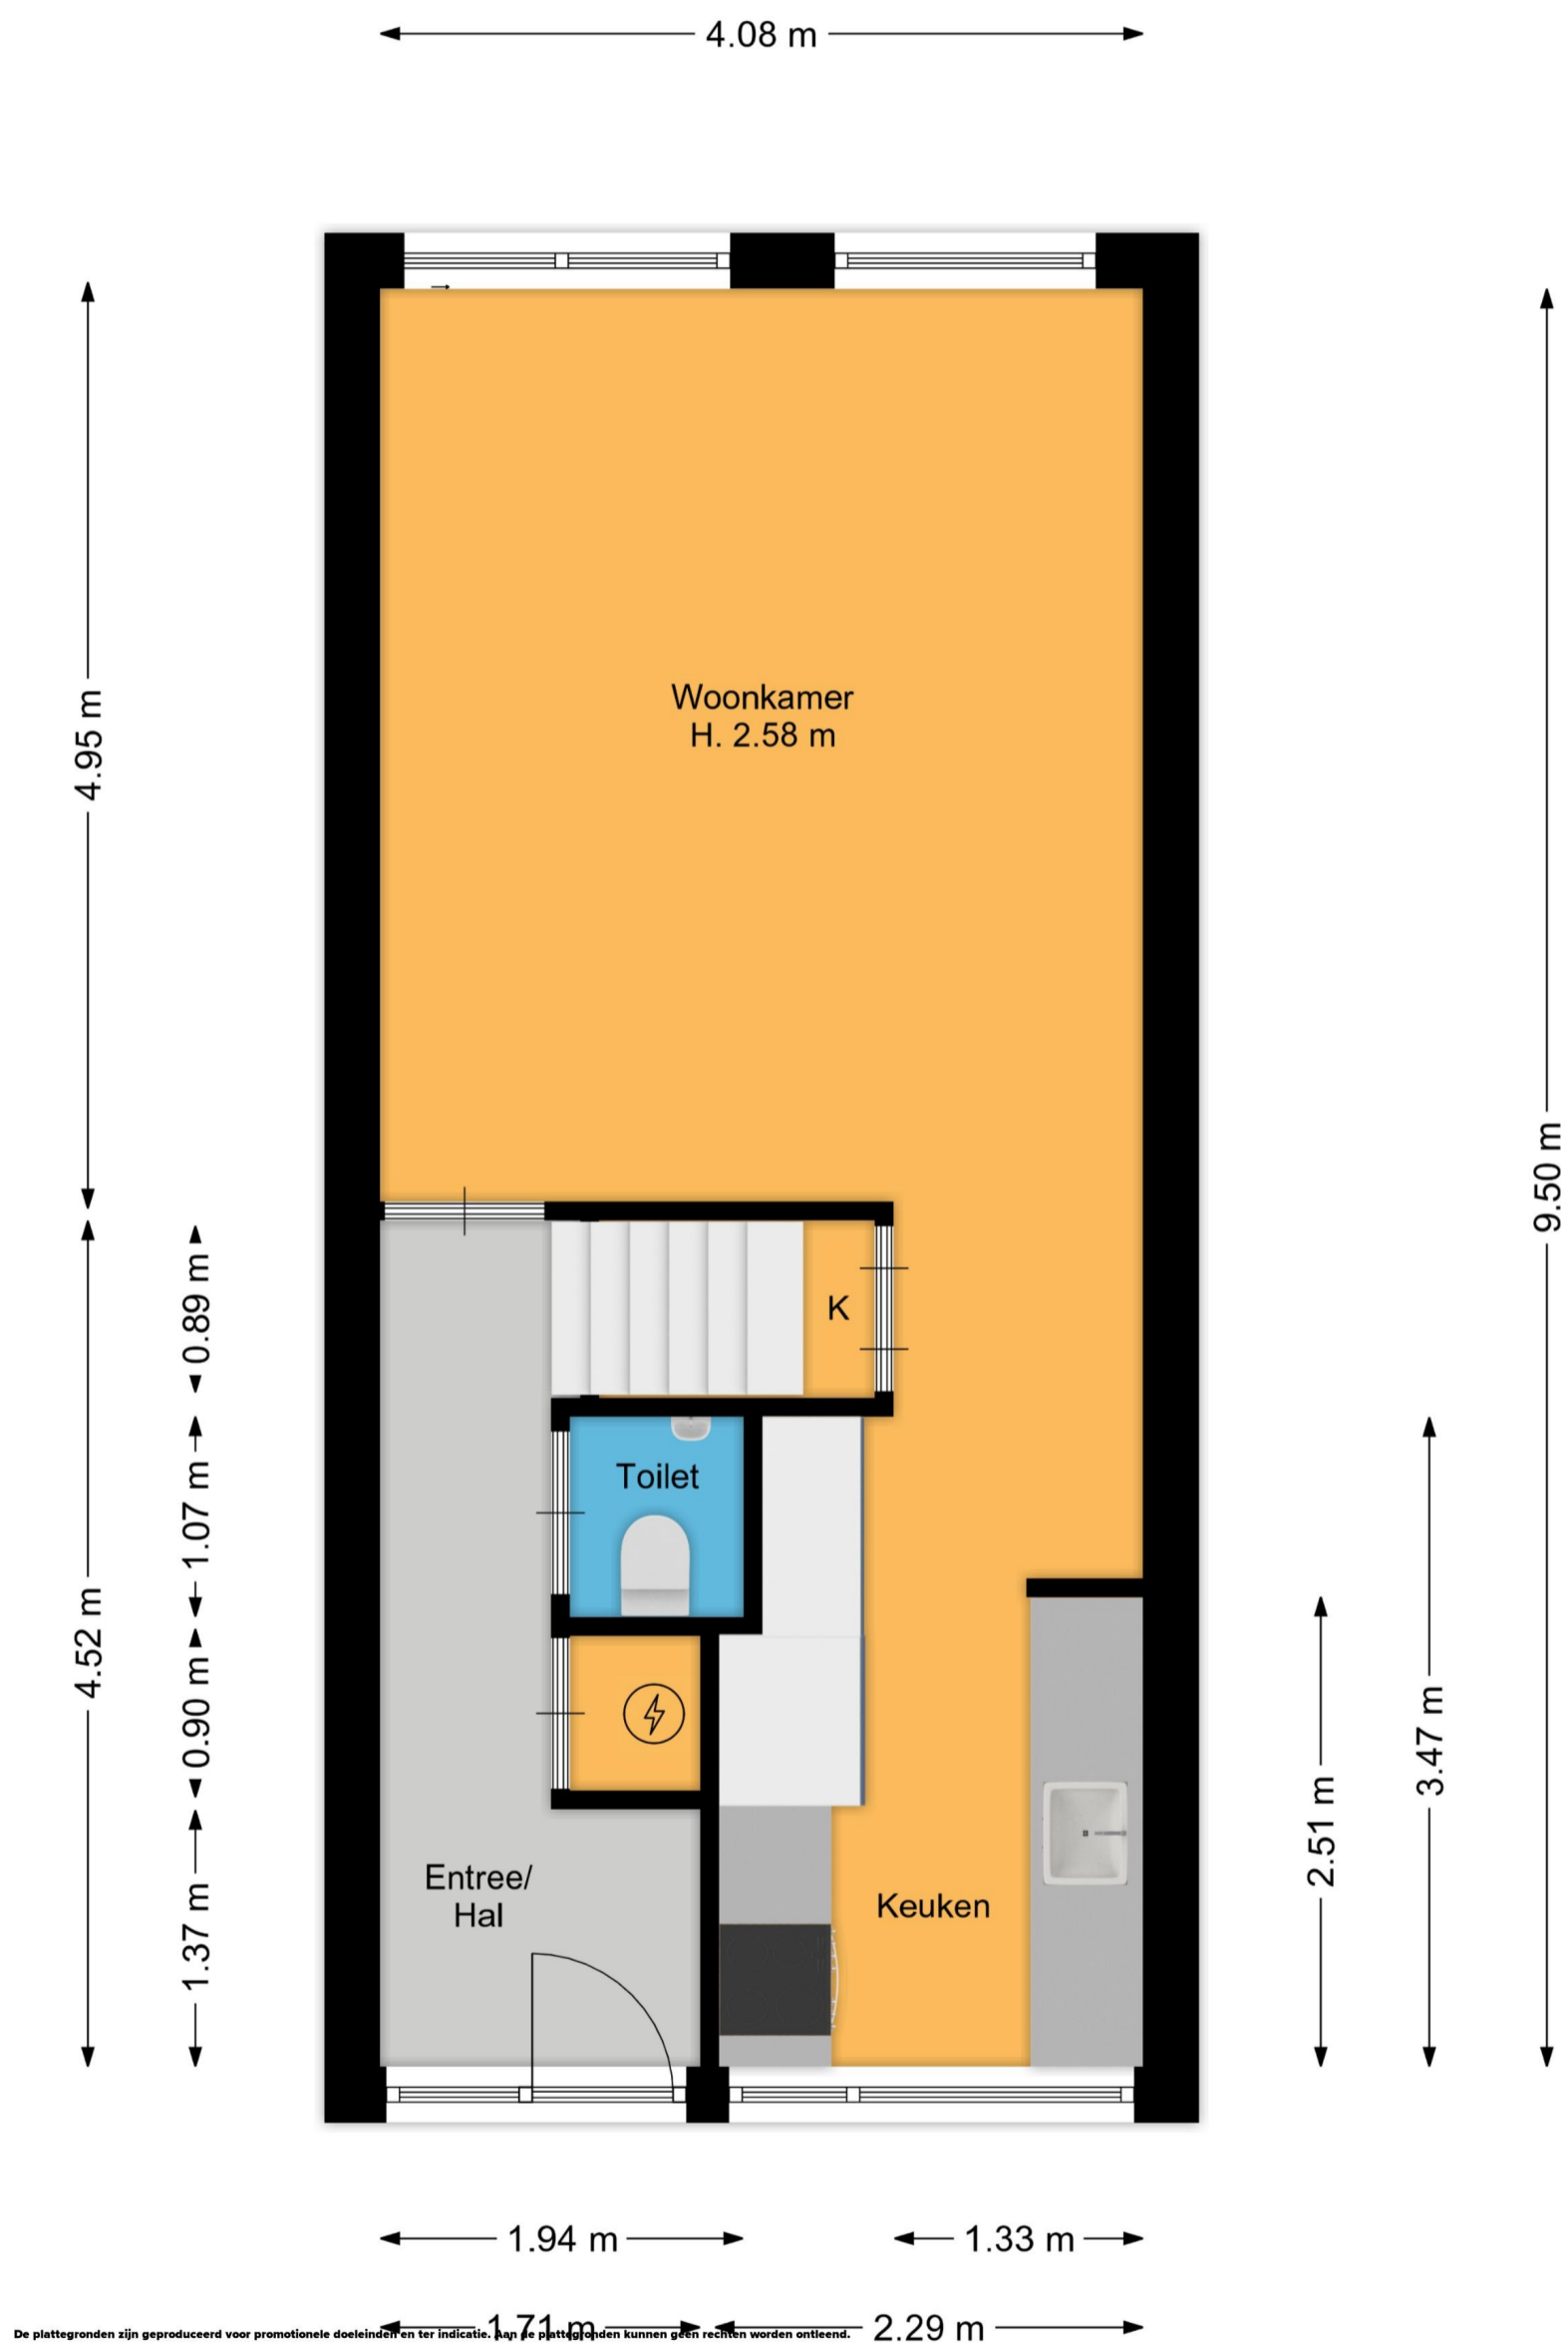 4.08 m
Woonkamer
H. 2.58 m
4.95 m
9.50 m
0.89 m
K
Toilet
1.07 m
4.52 m
0.90 m
3.47 m
2.51 m
Entree/
Hal
Keuken
1.37 m
1.94 m
1.33 m
1.71 m
2.29 m
De plattegronden zijn geproduceerd voor promotionele doeleinden en ter indicatie. Aan de plattegronden kunnen geen rechten worden ontleend.